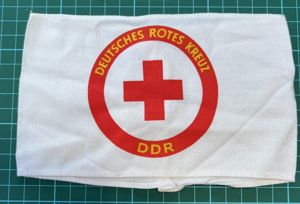 DEUTSCHES ROTES KREUZ
DDR